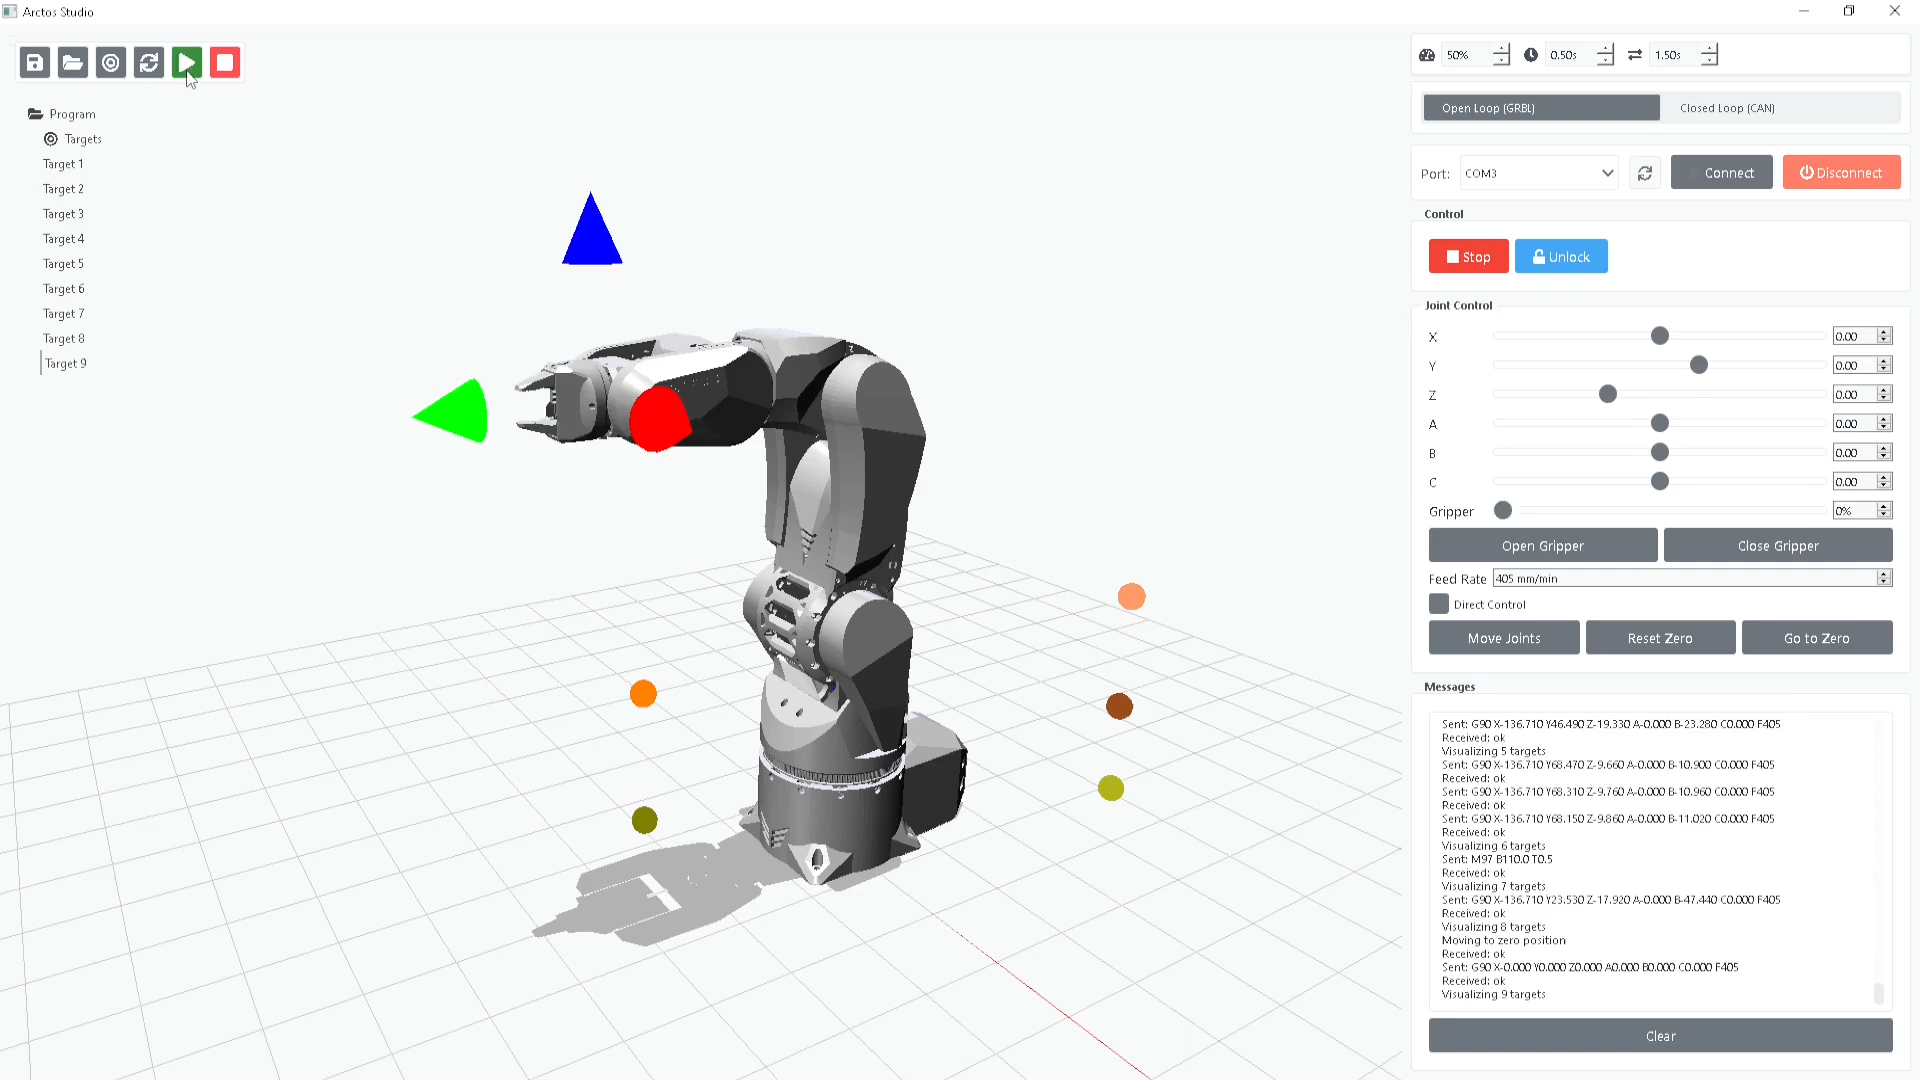 Arctos Studio
50%
0.50s
1.50s
Program
Targets
Target 1
Target 2
Target 3
Target 4
Target 5
Target 6
Target 7
Target 8
Target 9
Open Loop (GRBL)
Closed Loop (CAN)
Port:
COM3
Connect
Disconnect
Control
Stop
Unlock
Joint Control
X
0.00
Y
0.00
Z
0.00
A
0.00
B
0.00
C
0.00
Gripper
0%
Open Gripper
Close Gripper
Feed Rate
405 mm/min
Direct Control
Move Joints
Reset Zero
Go to Zero
Messages
Sent: G90 X-136.710 Y46.490 Z-19.330 A-0.000 B-23.280 C0.000 F405
Received: ok
Visualizing 5 targets
Sent: G90 X-136.710 Y68.470 Z-9.660 A-0.000 B-10.900 C0.000 F405
Received: ok
Sent: G90 X-136.710 Y68.310 Z-9.760 A-0.000 B-10.960 C0.000 F405
Received: ok
Sent: G90 X-136.710 Y68.150 Z-9.860 A-0.000 B-11.020 C0.000 F405
Received: ok
Visualizing 6 targets
Sent: M97 B110.0 T0.5
Received: ok
Visualizing 7 targets
Sent: G90 X-136.710 Y23.530 Z-17.920 A-0.000 B-47.440 C0.000 F405
Received: ok
Visualizing 8 targets
Moving to zero position
Received: ok
Sent: G90 X-0.000 Y0.000 Z0.000 A0.000 B0.000 C0.000 F405
Received: ok
Visualizing 9 targets
Clear